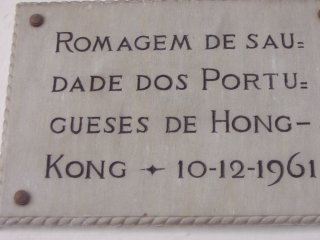 ROMAGEM DE SAU=
DADE DOS PORTU=
GUESES DE HONG-
KONG ✦ 10-12-1961